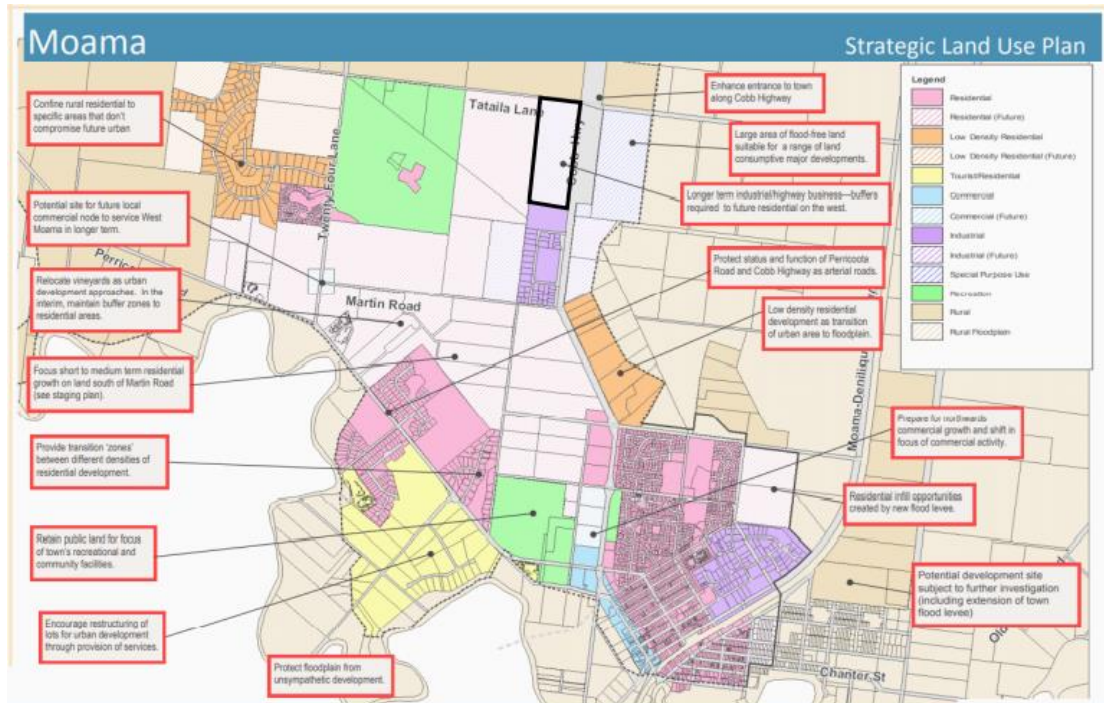 Moama
Strategic Land Use Plan
Confine rural residential to
specific areas that don't
compromise future urban
Potential site for future local
commercial node to service West
Moama in longer term.
Relocate vineyards as urban
development approaches. In the
interim, maintain buffer zones to
residential areas.
Focus short to medium term residential
growth on land south of Martin Road
(see staging plan).
Provide transition 'zones'
between different densities of
residential development.
Retain public land for focus
of town's recreational and
community facilities.
Encourage restructuring of
lots for urban development
through provision of services.
Protect floodplain from
unsympathetic development.
Enhance entrance to town
along Cobb Highway
Large area of flood-free land
suitable for a range of land
consumptive major developments.
Longer term industrial/highway business—buffers
required to future residential on the west.
Protect status and function of Perricoota
Road and Cobb Highway as arterial roads.
Low density residential
development as transition
of urban area to floodplain.
Prepare for northwards
commercial growth and shift in
focus of commercial activity.
Residential infill opportunities
created by new flood levee.
Potential development site
subject to further investigation
(including extension of town
flood levee)
Tataila Lane
Twenty Four Lane
Martin Road
Chanter St
Legend
Residential
Residential (Future)
Low Density Residential
Low Density Residential (Future)
Tourist/Residential
Commercial
Commercial (Future)
Industrial
Industrial (Future)
Special Purpose Use
Recreation
Rural
Rural Floodplain